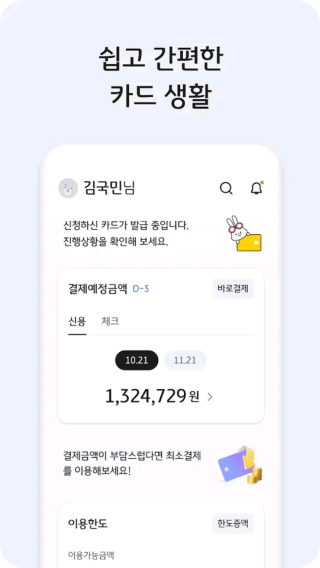 쉽고 간편한
카드 생활
김국민님
신청하신 카드가 발급 중입니다.
진행상황을 확인해 보세요.
결제예정금액 D-3
바로결제
신용 체크
10.21 11.21
1,324,729 원
결제금액이 부담스럽다면 최소결제
를 이용해보세요!
이용한도
한도증액
이용가능금액